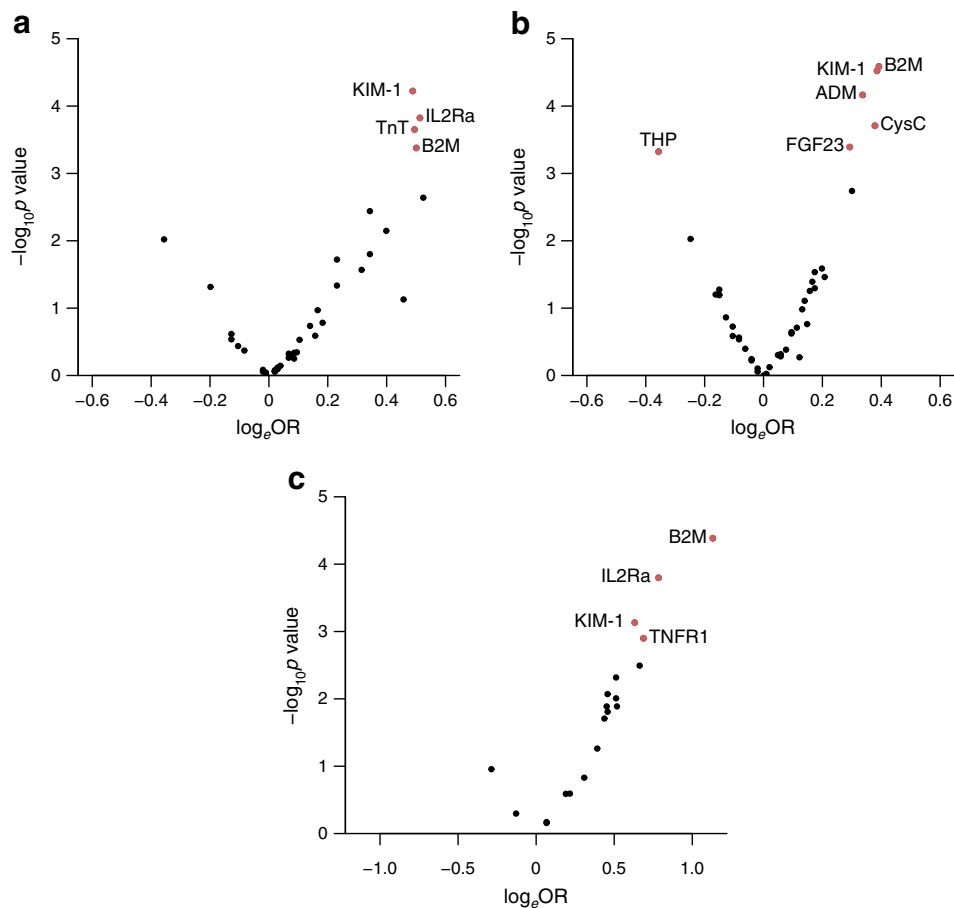 a
5
4
3
2
1
0
−log₁₀p value
KIM-1
IL2Ra
TnT
B2M
−0.6 −0.4 −0.2 0 0.2 0.4 0.6
logₑOR
b
5
4
3
2
1
0
−log₁₀p value
KIM-1 B2M
ADM
CysC
FGF23
THP
−0.6 −0.4 −0.2 0 0.2 0.4 0.6
logₑOR
c
5
4
3
2
1
0
−log₁₀p value
B2M
IL2Ra
KIM-1
TNFR1
−1.0 −0.5 0 0.5 1.0
logₑOR